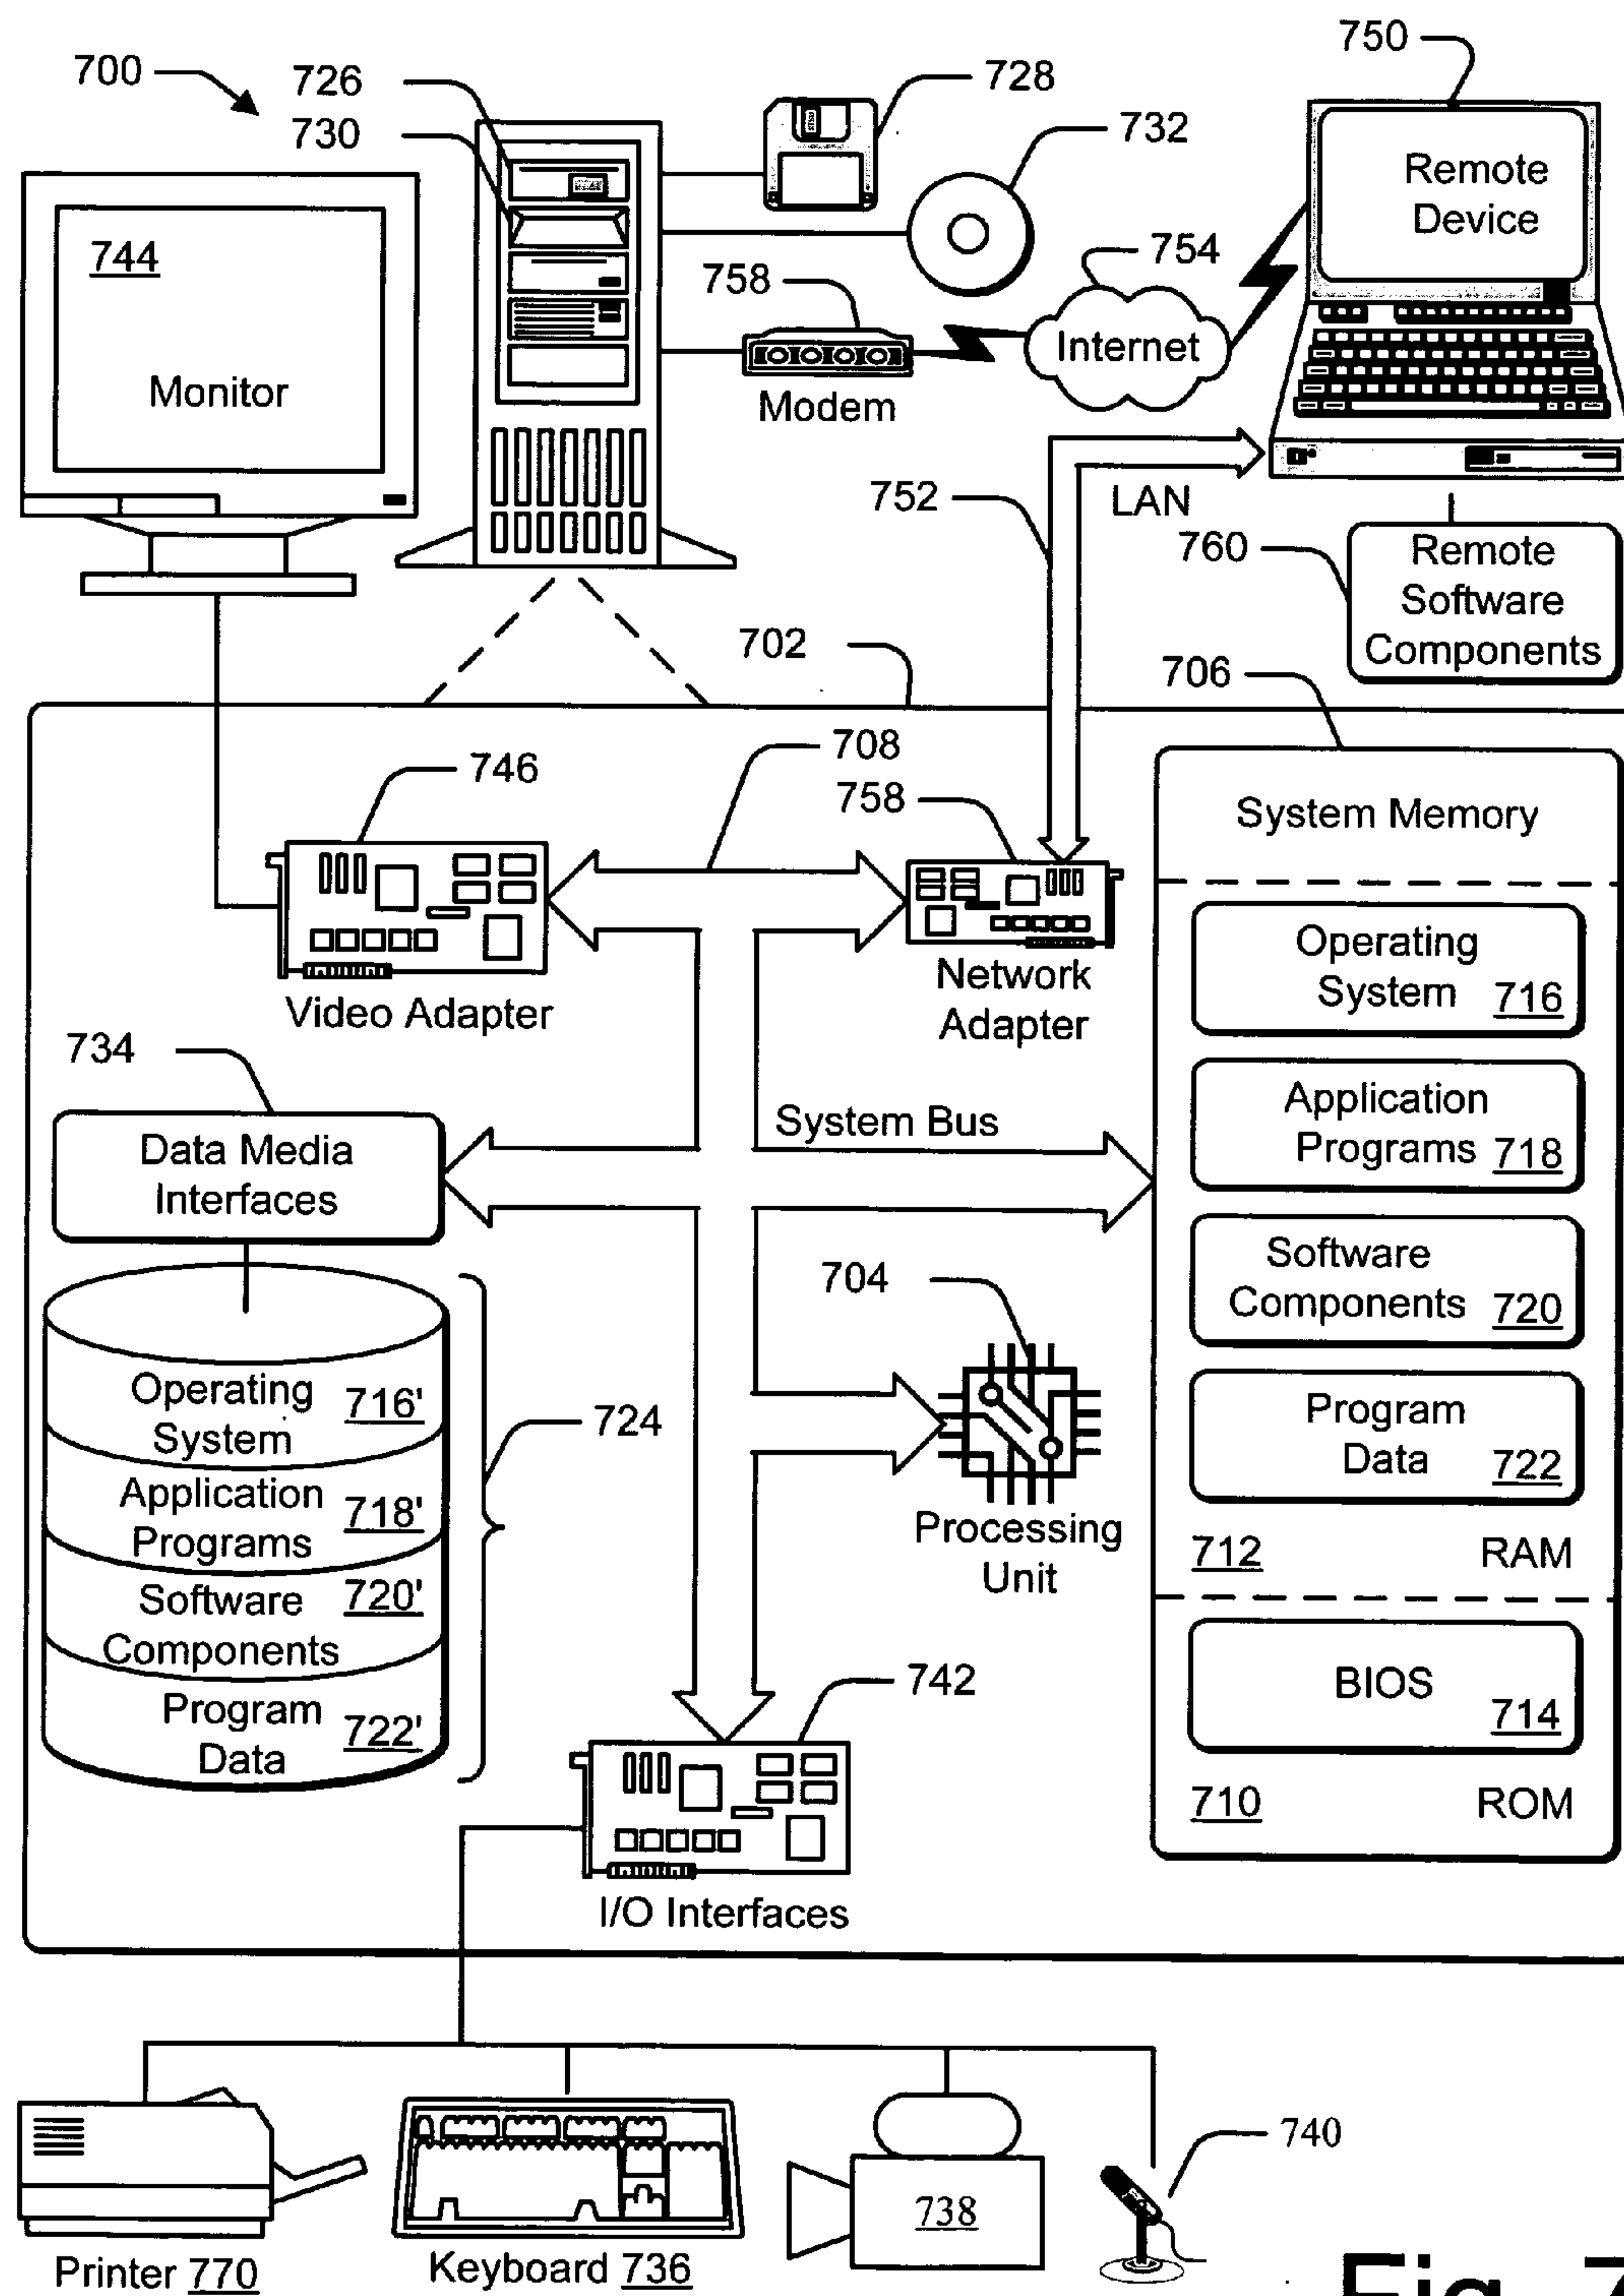 700
726
730
728
732
750
Remote
Device
744
Monitor
758
Modem
754
Internet
752
LAN
760
Remote
Software
Components
702
706
746
708
758
Video Adapter
Network
Adapter
System Memory
Operating
System 716
Application
Programs 718
Software
Components 720
Program
Data 722
712 RAM
BIOS
714
710 ROM
734
Data Media
Interfaces
System Bus
704
Processing
Unit
Operating
System 716'
Application
Programs 718'
Software
Components 720'
Program
Data 722'
724
742
I/O Interfaces
Printer 770
Keyboard 736
738
740
Fig. 7